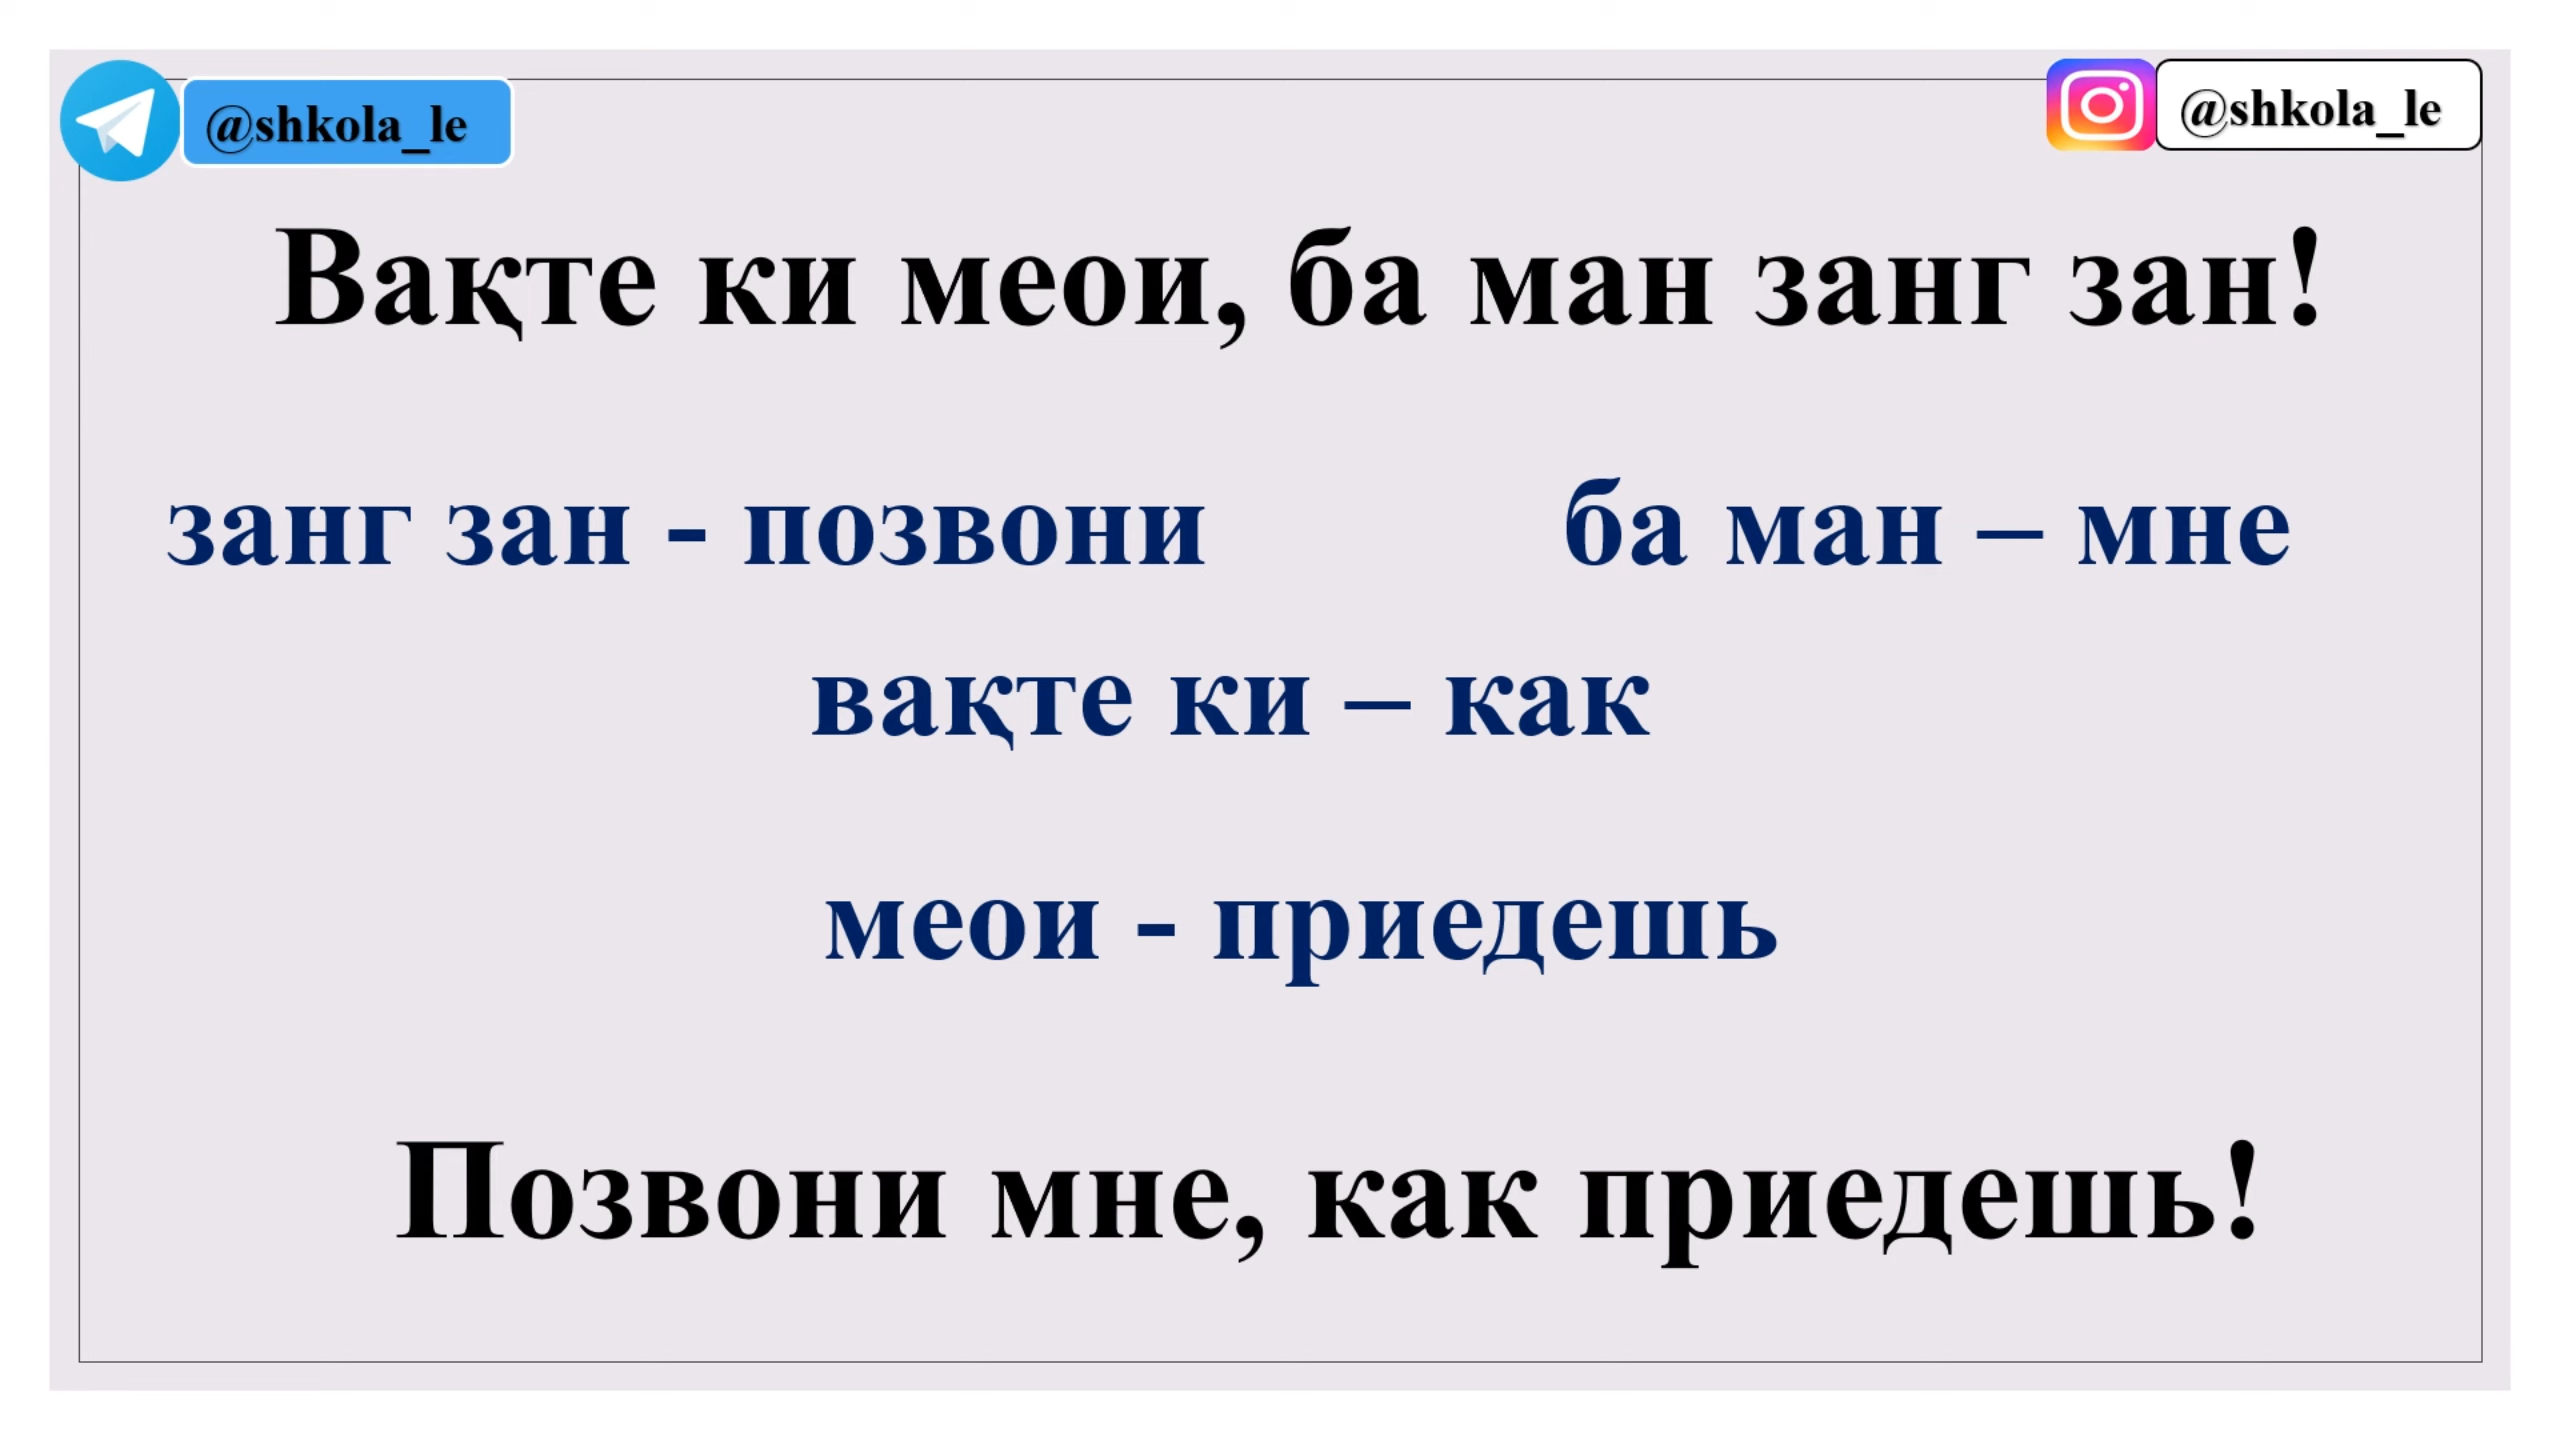 @shkola_le
@shkola_le
Вақте ки меои, ба ман занг зан!
занг зан - позвони
ба ман – мне
вақте ки – как
меои - приедешь
Позвони мне, как приедешь!